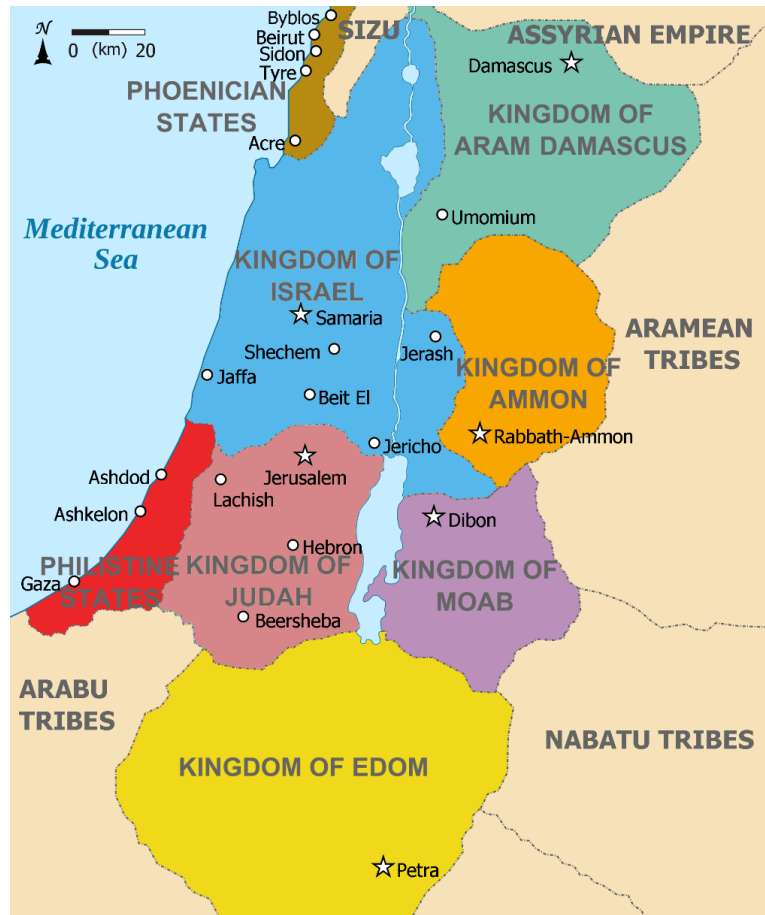 Byblos
SIZU
N
Beirut
ASSYRIAN EMPIRE
0 (km) 20
Sidon
Damascus
Tyre
PHOENICIAN
STATES
KINGDOM OF
ARAM DAMASCUS
Acre
Umomium
Mediterranean
Sea
KINGDOM OF
ISRAEL
Samaria
ARAMEAN
TRIBES
Shechem
Jerash
KINGDOM OF
AMMON
Jaffa
Beit El
Rabbath-Ammon
Jericho
Ashdod
Jerusalem
Lachish
Ashkelon
Dibon
Hebron
PHILISTINE
STATES
Gaza
KINGDOM OF
JUDAH
KINGDOM OF
MOAB
Beersheba
ARABU
TRIBES
NABATU TRIBES
KINGDOM OF EDOM
Petra